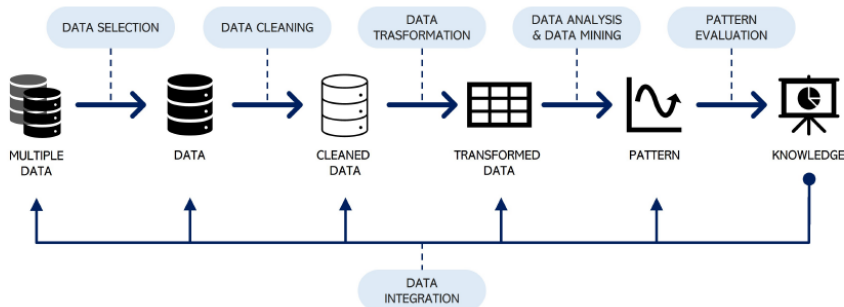 DATA SELECTION
DATA CLEANING
DATA
TRASFORMATION
DATA ANALYSIS
& DATA MINING
PATTERN
EVALUATION
MULTIPLE
DATA
DATA
CLEANED
DATA
TRANSFORMED
DATA
PATTERN
KNOWLEDGE
DATA
INTEGRATION